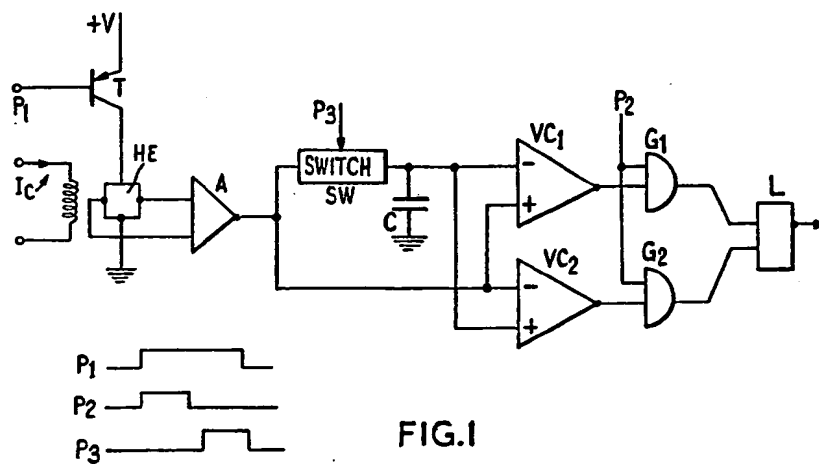 +V
P1
T
HE
IC
A
P3
SWITCH
SW
C
-
+
VC1
-
+
VC2
P2
G1
G2
L
P1
P2
P3
FIG.1